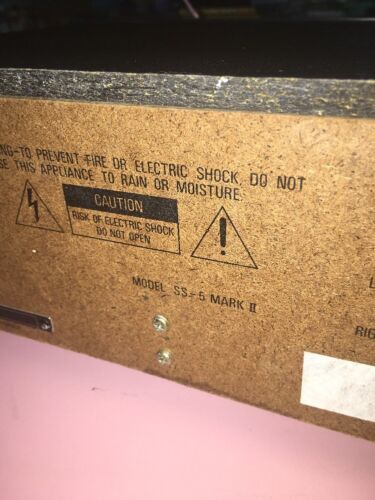 NG-TO PREVENT FIRE OR ELECTRIC SHOCK, DO NOT
SE THIS APPLIANCE TO RAIN OR MOISTURE.
CAUTION
RISK OF ELECTRIC SHOCK
DO NOT OPEN
MODEL SS-5 MARK II
L
RIG